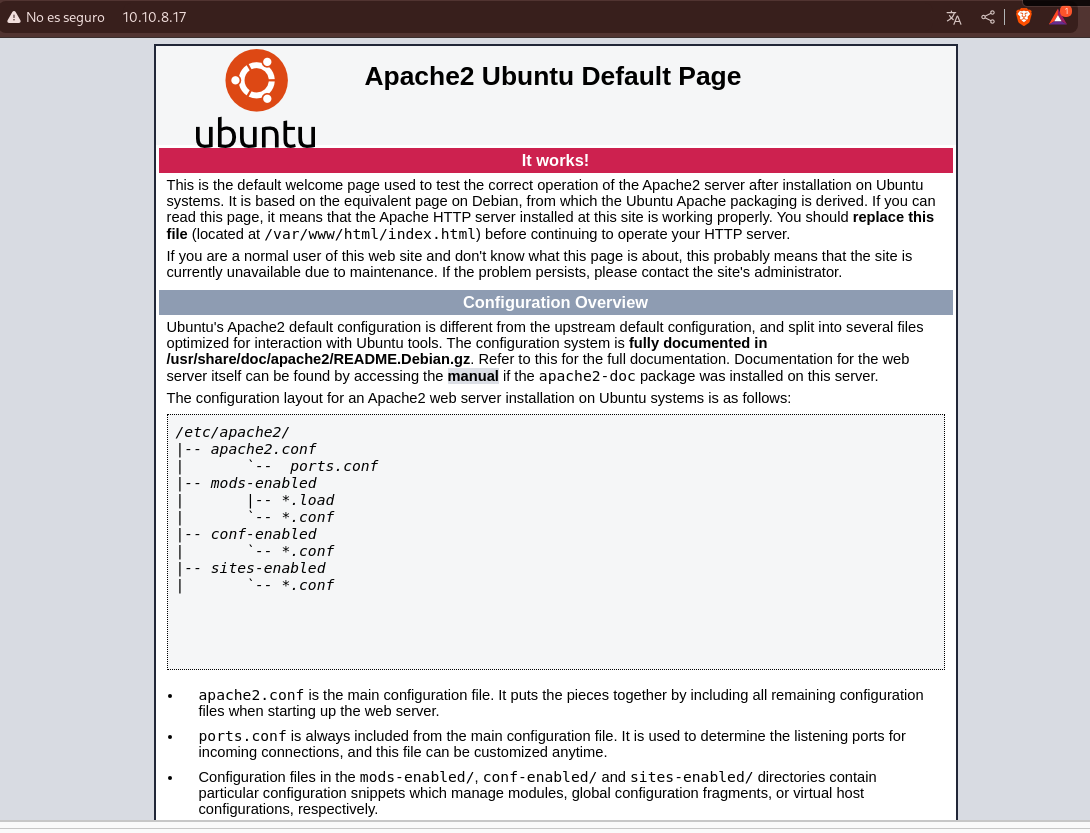 No es seguro 10.10.8.17
1
Apache2 Ubuntu Default Page
ubuntu
It works!
This is the default welcome page used to test the correct operation of the Apache2 server after installation on Ubuntu
systems. It is based on the equivalent page on Debian, from which the Ubuntu Apache packaging is derived. If you can
read this page, it means that the Apache HTTP server installed at this site is working properly. You should replace this
file (located at /var/www/html/index.html) before continuing to operate your HTTP server.
If you are a normal user of this web site and don't know what this page is about, this probably means that the site is
currently unavailable due to maintenance. If the problem persists, please contact the site's administrator.
Configuration Overview
Ubuntu's Apache2 default configuration is different from the upstream default configuration, and split into several files
optimized for interaction with Ubuntu tools. The configuration system is fully documented in
/usr/share/doc/apache2/README.Debian.gz. Refer to this for the full documentation. Documentation for the web
server itself can be found by accessing the manual if the apache2-doc package was installed on this server.
The configuration layout for an Apache2 web server installation on Ubuntu systems is as follows:
/etc/apache2/
|-- apache2.conf
|       `--  ports.conf
|-- mods-enabled
|       |-- *.load
|       `-- *.conf
|-- conf-enabled
|       `-- *.conf
|-- sites-enabled
|       `-- *.conf
• apache2.conf is the main configuration file. It puts the pieces together by including all remaining configuration
files when starting up the web server.
• ports.conf is always included from the main configuration file. It is used to determine the listening ports for
incoming connections, and this file can be customized anytime.
• Configuration files in the mods-enabled/, conf-enabled/ and sites-enabled/ directories contain
particular configuration snippets which manage modules, global configuration fragments, or virtual host
configurations, respectively.